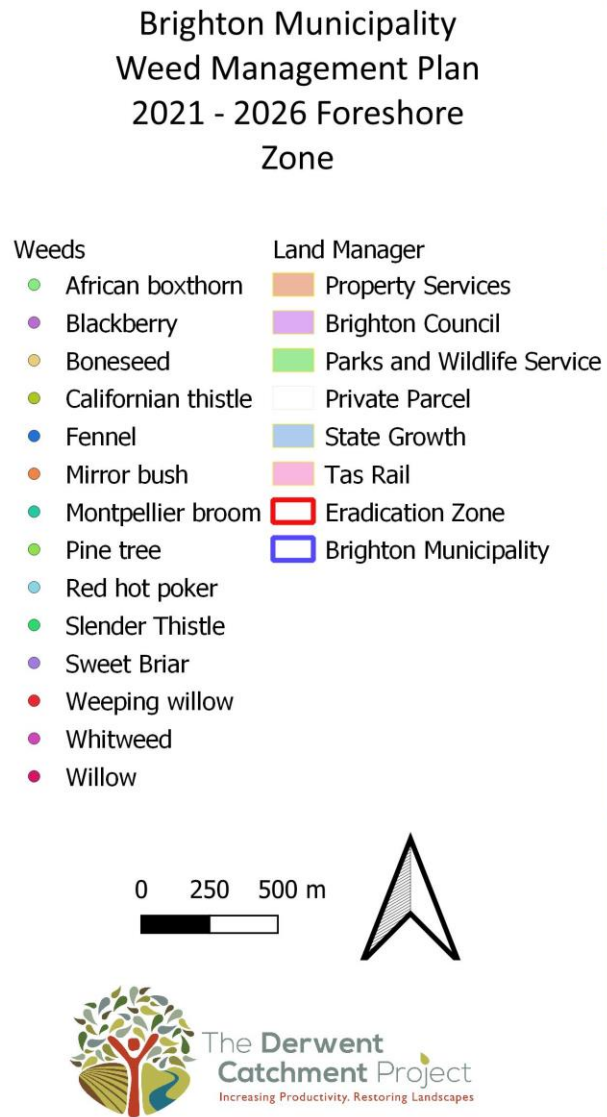 Brighton Municipality
Weed Management Plan
2021 - 2026 Foreshore
Zone
Weeds
African boxthorn
Blackberry
Boneseed
Californian thistle
Fennel
Mirror bush
Montpellier broom
Pine tree
Red hot poker
Slender Thistle
Sweet Briar
Weeping willow
Whitweed
Willow
Land Manager
Property Services
Brighton Council
Parks and Wildlife Service
Private Parcel
State Growth
Tas Rail
Eradication Zone
Brighton Municipality
0 250 500 m
The Derwent
Catchment Project
Increasing Productivity. Restoring Landscapes